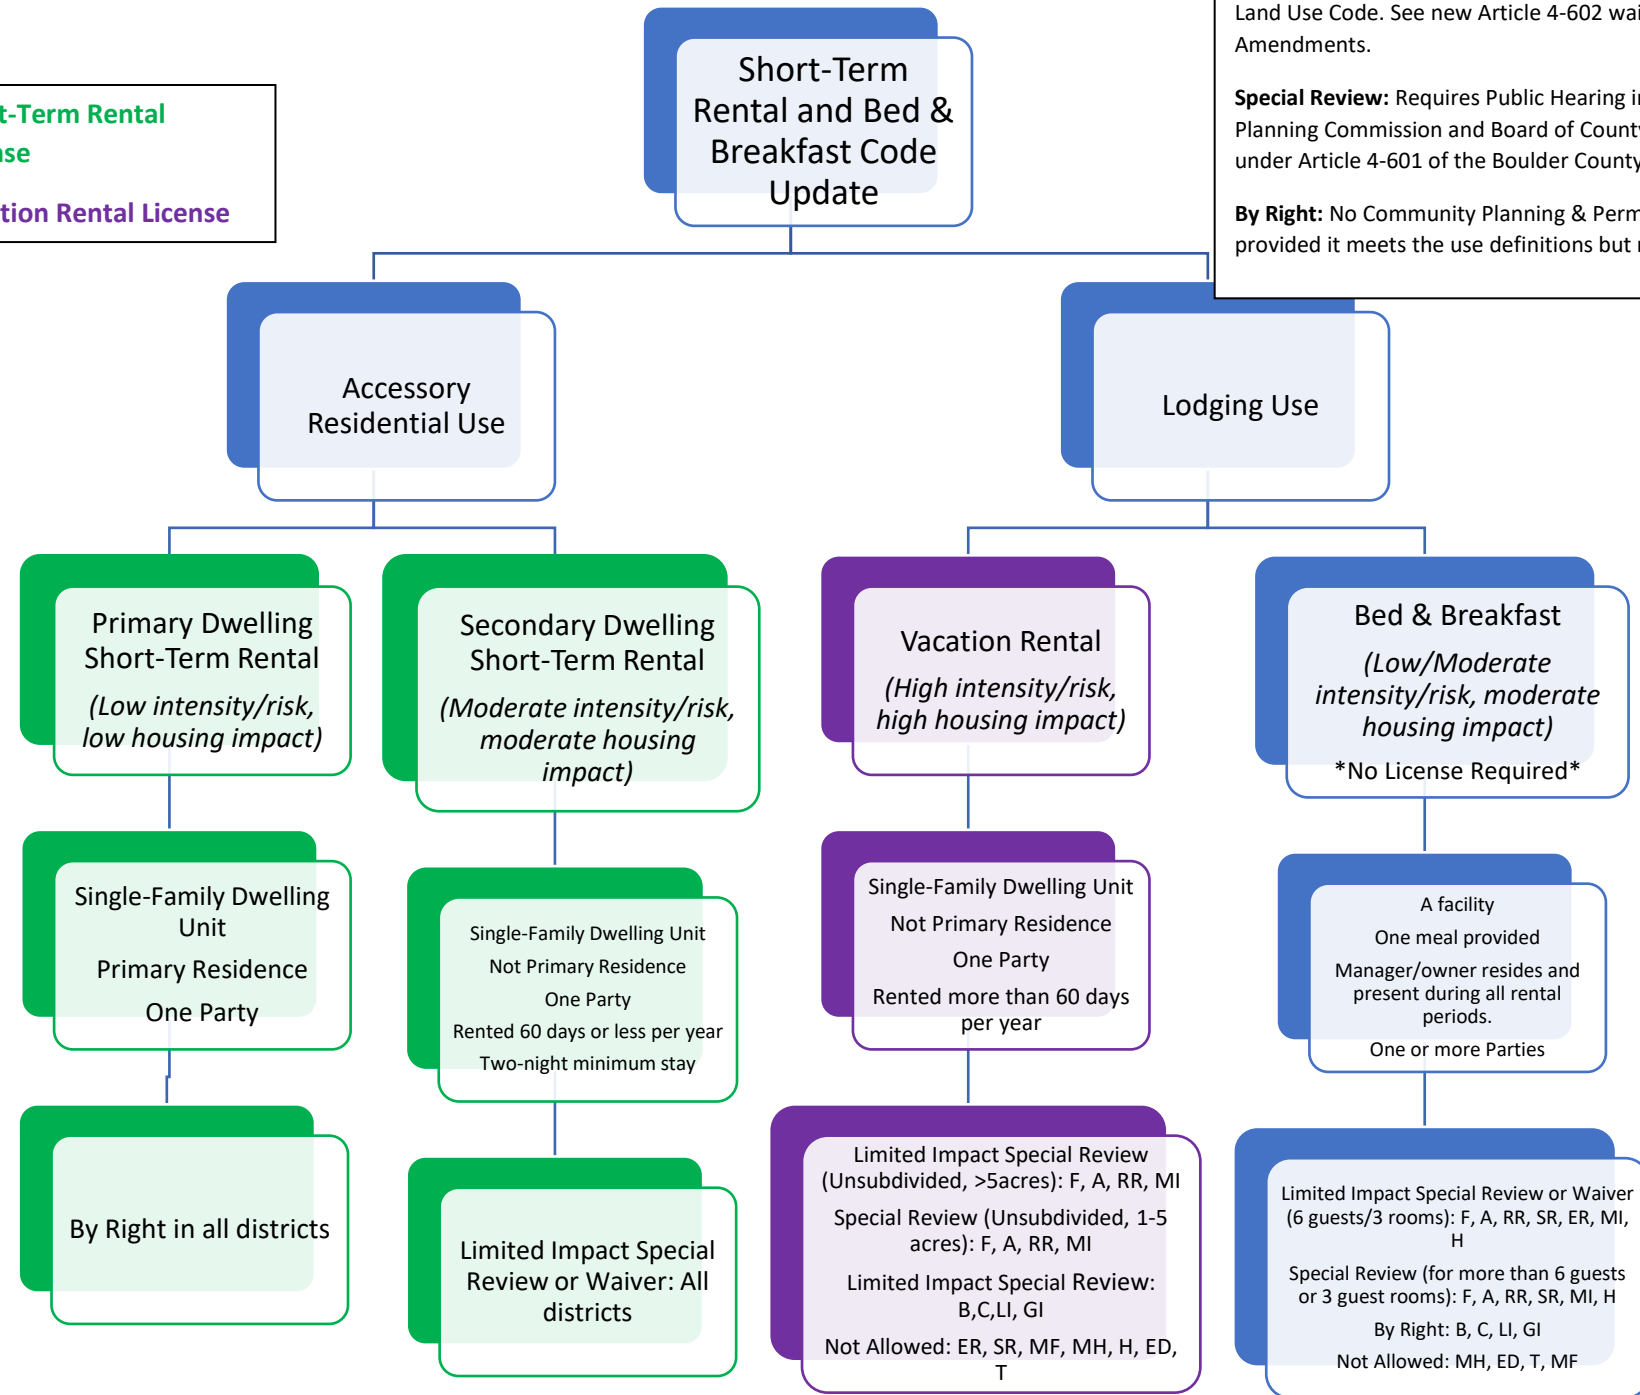 Land Use Code. See new Article 4-602
Amendments.
Special Review: Requires Public Hearing
Planning Commission and Board of County
under Article 4-601 of the Boulder County
By Right: No Community Planning &
provided it meets the use definitions but
Rental
Rental License
Short-Term
Rental and Bed &
Breakfast Code
Update
Accessory
Residential Use
Lodging Use
Primary Dwelling
Short-Term Rental
(Low intensity/risk,
low housing impact)
Single-Family Dwelling
Unit
Primary Residence
One Party
By Right in all districts
Secondary Dwelling
Short-Term Rental
(Moderate intensity/risk,
moderate housing
impact)
Single-Family Dwelling Unit
Not Primary Residence
One Party
Rented 60 days or less per year
Two-night minimum stay
Limited Impact Special
Review or Waiver: All
districts
Vacation Rental
(High intensity/risk,
high housing impact)
Single-Family Dwelling Unit
Not Primary Residence
One Party
Rented more than 60 days
per year
Limited Impact Special Review
(Unsubdivided, >5acres): F, A, RR, MI
Special Review (Unsubdivided, 1-5
acres): F, A, RR, MI
Limited Impact Special Review:
B,C,LI, GI
Not Allowed: ER, SR, MF, MH, H, ED,
T
Bed & Breakfast
(Low/Moderate
intensity/risk, moderate
housing impact)
*No License Required*
A facility
One meal provided
Manager/owner resides and
present during all rental
periods.
One or more Parties
Limited Impact Special Review or Waiver
(6 guests/3 rooms): F, A, RR, SR, ER, MI,
H
Special Review (for more than 6 guests
or 3 guest rooms): F, A, RR, SR, MI, H
By Right: B, C, LI, GI
Not Allowed: MH, ED, T, MF